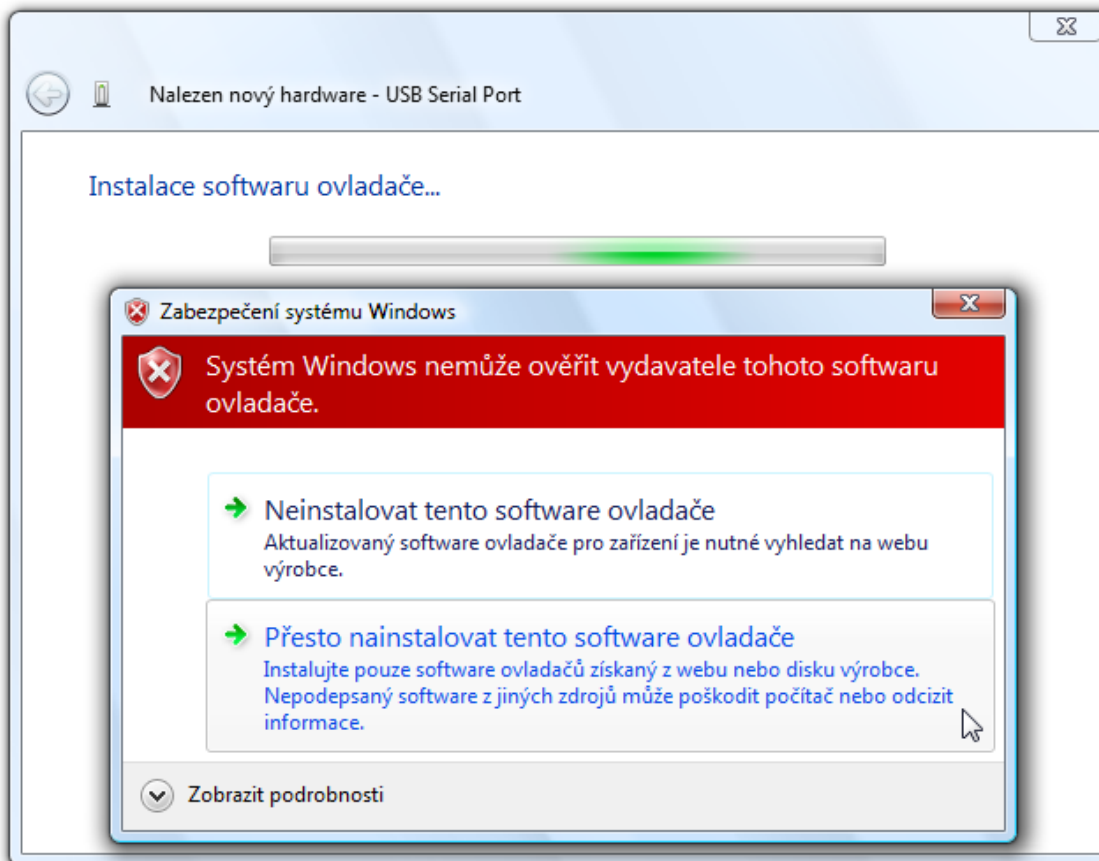 Nalezen nový hardware - USB Serial Port
Instalace softwaru ovladače...
Zabezpečení systému Windows
Systém Windows nemůže ověřit vydavatele tohoto softwaru
ovladače.
Neinstalovat tento software ovladače
Aktualizovaný software ovladače pro zařízení je nutné vyhledat na webu
výrobce.
Přesto nainstalovat tento software ovladače
Instalujte pouze software ovladačů získaný z webu nebo disku výrobce.
Nepodepsaný software z jiných zdrojů může poškodit počítač nebo odcizit
informace.
Zobrazit podrobnosti